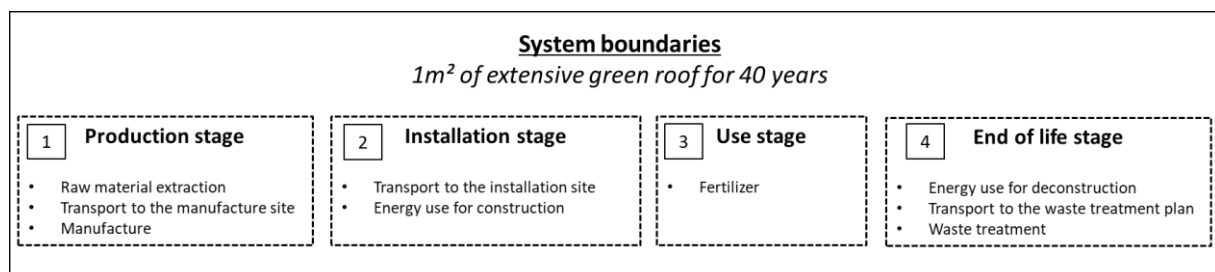 System boundaries
1m² of extensive green roof for 40 years
1 Production stage
• Raw material extraction
• Transport to the manufacture site
• Manufacture
2 Installation stage
• Transport to the installation site
• Energy use for construction
3 Use stage
• Fertilizer
4 End of life stage
• Energy use for deconstruction
• Transport to the waste treatment plan
• Waste treatment